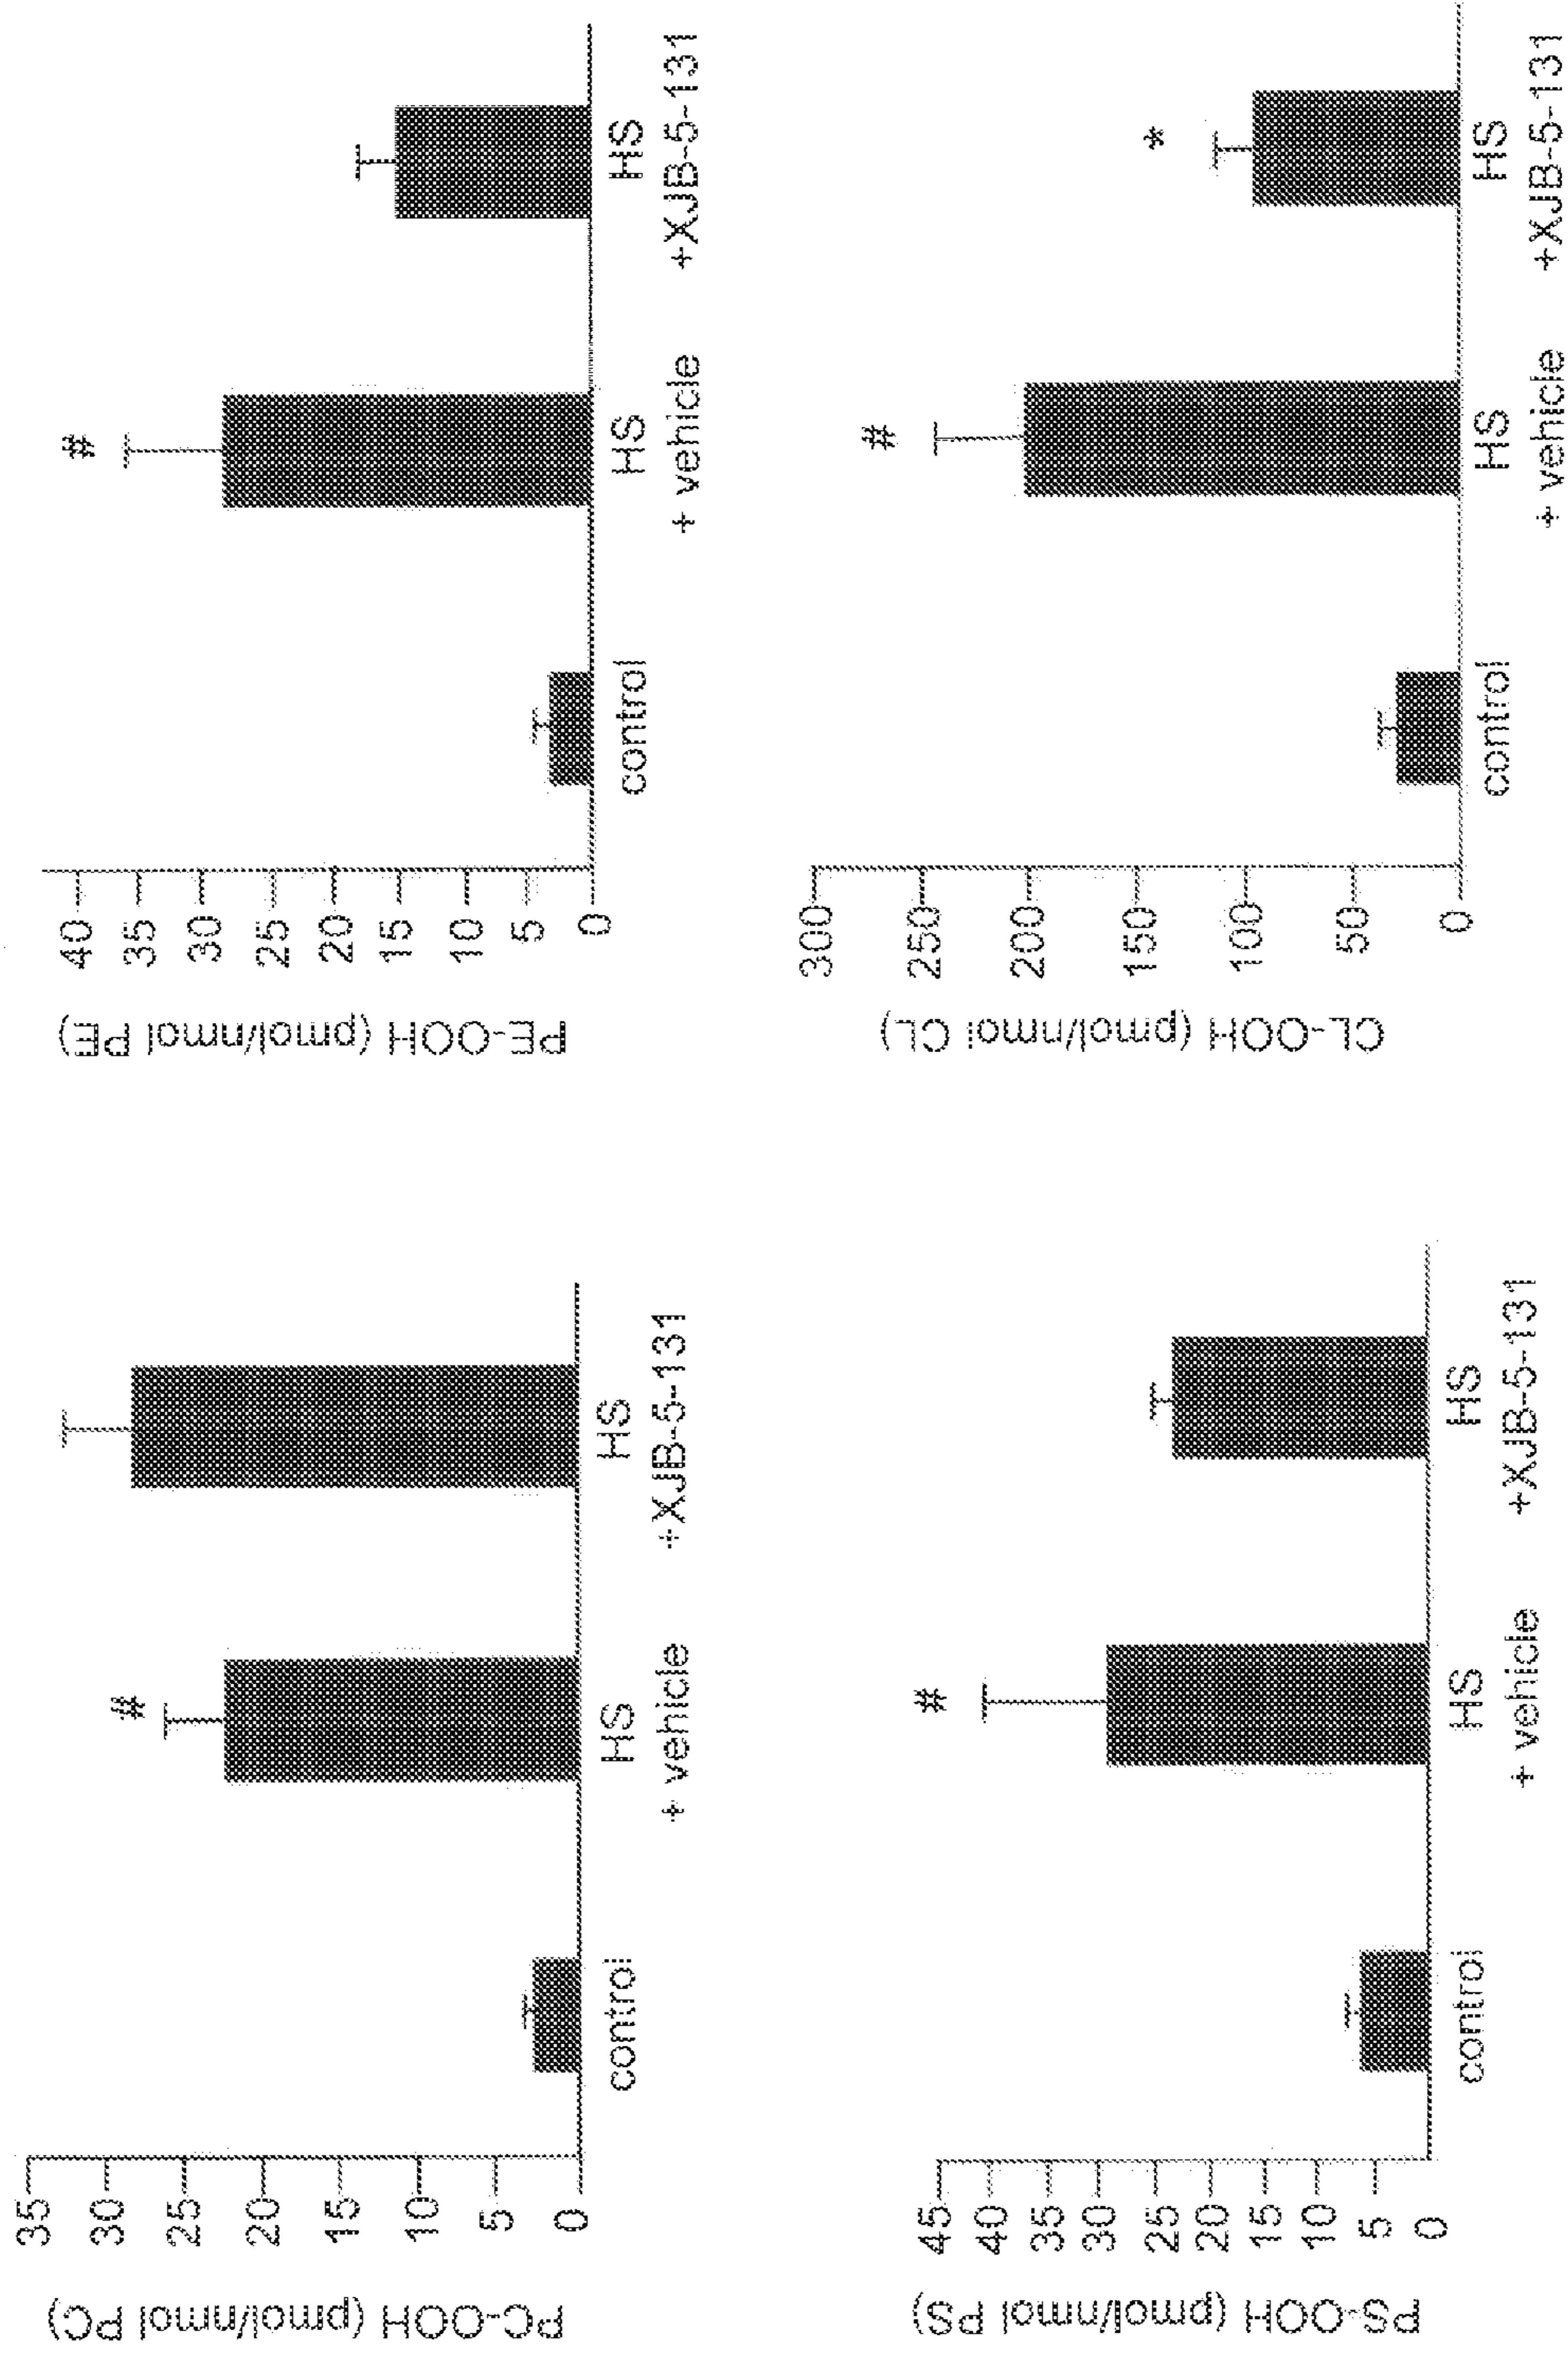 PC-OOH (pmol/nmol PC)
35
30
25
20
15
10
5
0
#
control
HS
+ vehicle
HS
+XJB-5-131
PE-OOH (pmol/nmol PE)
40
35
30
25
20
15
10
5
0
#
control
HS
+ vehicle
HS
+XJB-5-131
PS-OOH (pmol/nmol PS)
45
40
35
30
25
20
15
10
5
0
#
control
HS
+ vehicle
HS
+XJB-5-131
CL-OOH (pmol/nmol CL)
300
250
200
150
100
50
0
#
*
control
HS
+ vehicle
HS
+XJB-5-131